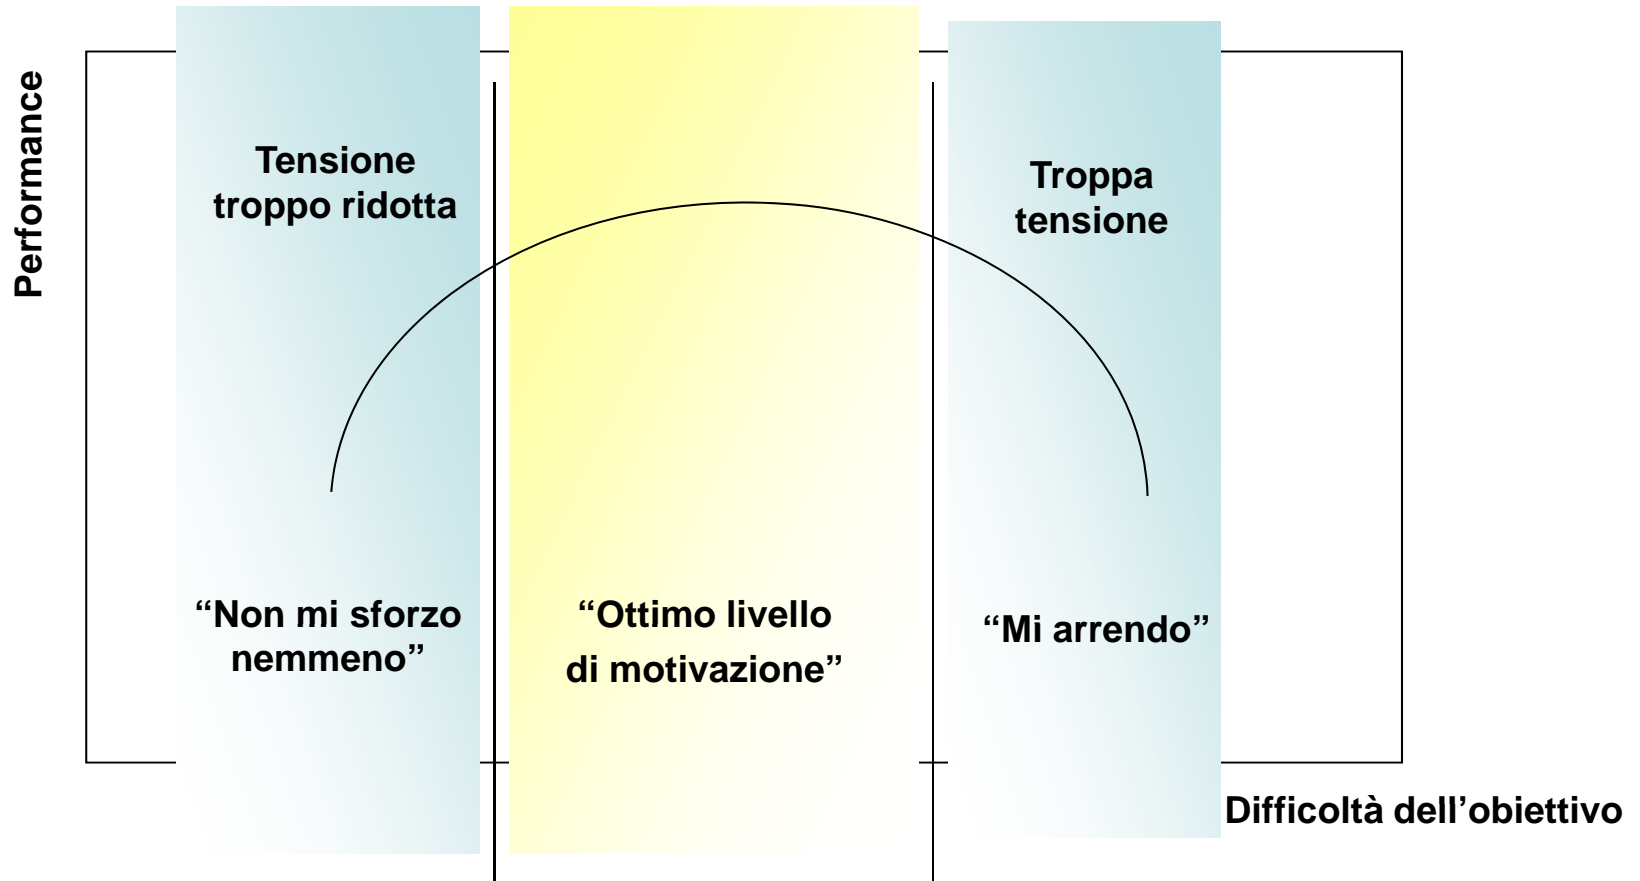 Performance
Tensione
troppo ridotta
Troppa
tensione
“Non mi sforzo
nemmeno”
“Ottimo livello
di motivazione”
“Mi arrendo”
Difficoltà dell’obiettivo